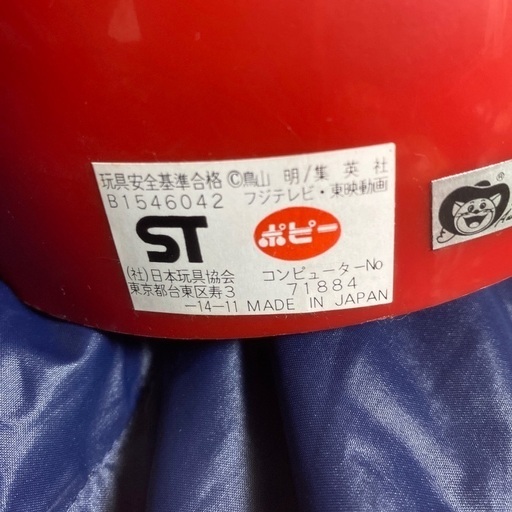 玩具安全基準合格 ©鳥山 明/集英社
B1546042 フジテレビ・東映動画
ST ポピー
(社)日本玩具協会 コンピューターNo
東京都台東区寿3 71884
-14-11 MADE IN JAPAN